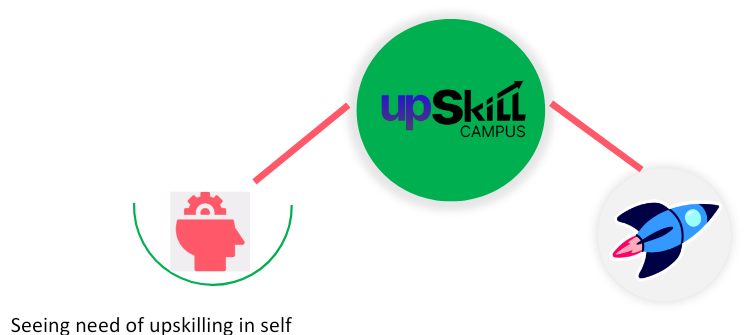 upSkill
CAMPUS
Seeing need of upskilling in self